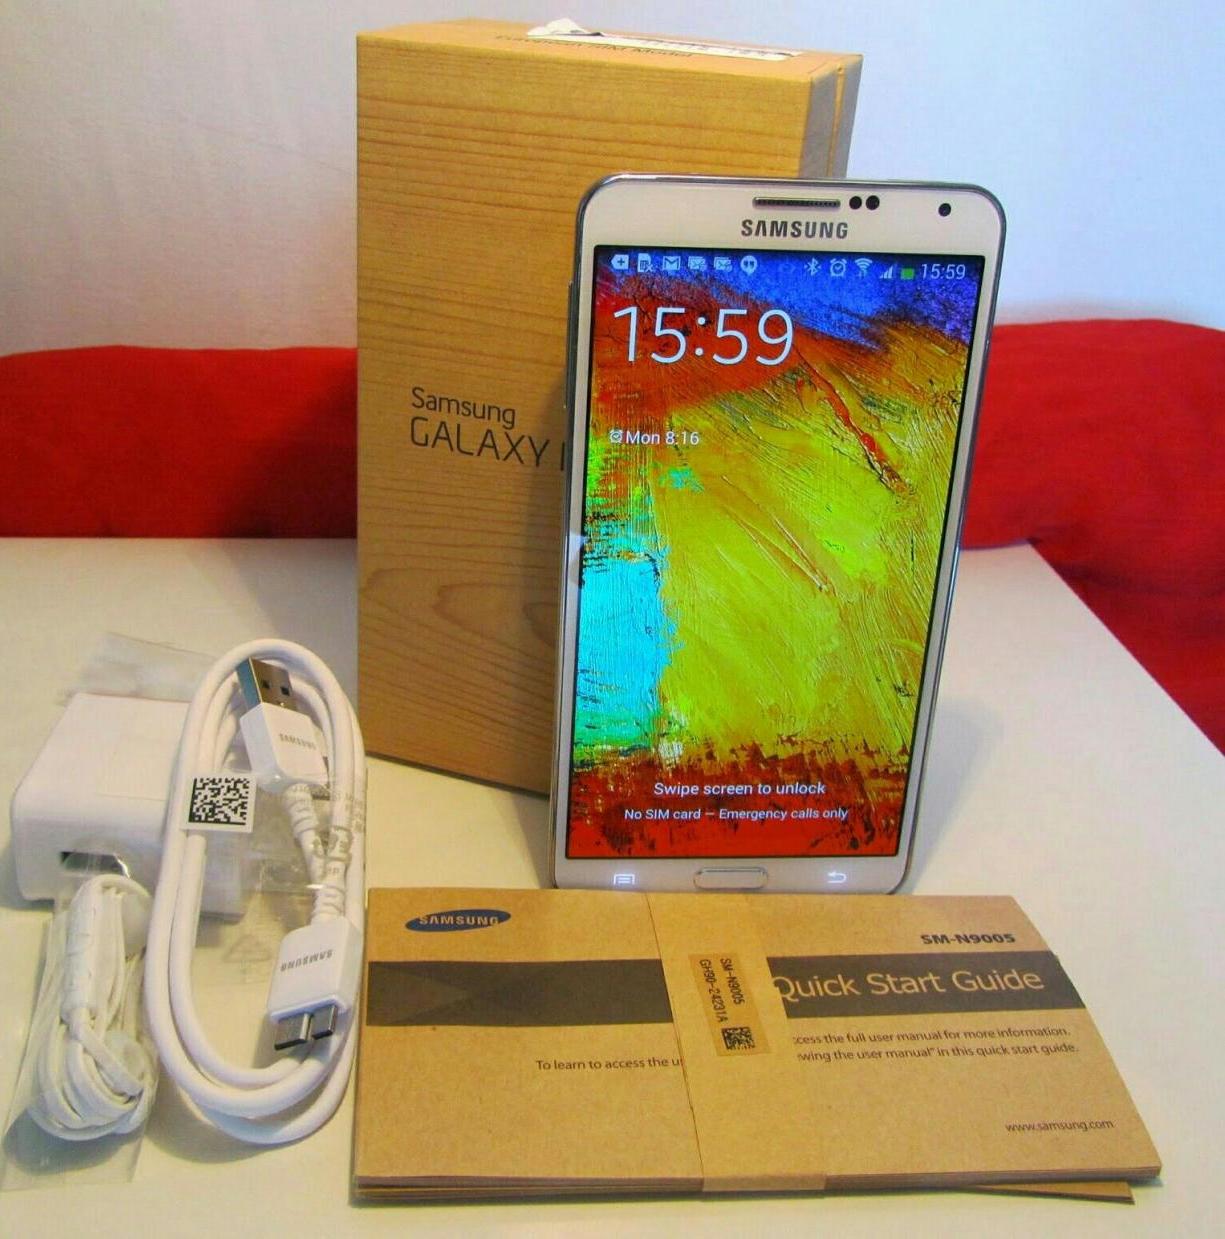 SAMSUNG
15:59
15:59
Mon 8:16
Samsung
GALAXY
Swipe screen to unlock
No SIM card — Emergency calls only
SAMSUNG
SAMSUNG
SAMSUNG
SM-N9005
Quick Start Guide
SM-N9005
GH90-24231A
To learn to access the
cess the full user manual for more information.
wing the user manual" in this quick start guide.
www.samsung.com